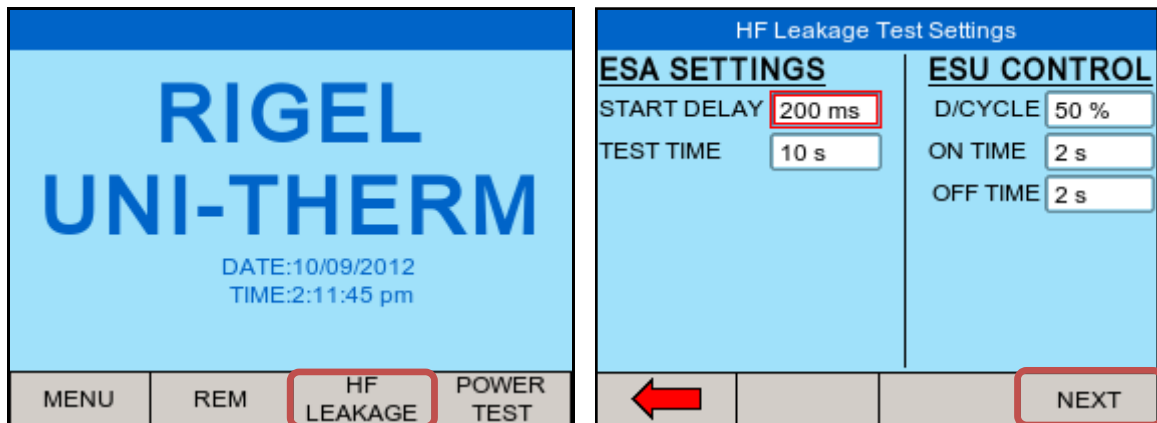 RIGEL
UNI-THERM
DATE:10/09/2012
TIME:2:11:45 pm
MENU
REM
HF
LEAKAGE
POWER
TEST
HF Leakage Test Settings
ESA SETTINGS
START DELAY 200 ms
TEST TIME 10 s
ESU CONTROL
D/CYCLE 50 %
ON TIME 2 s
OFF TIME 2 s
NEXT